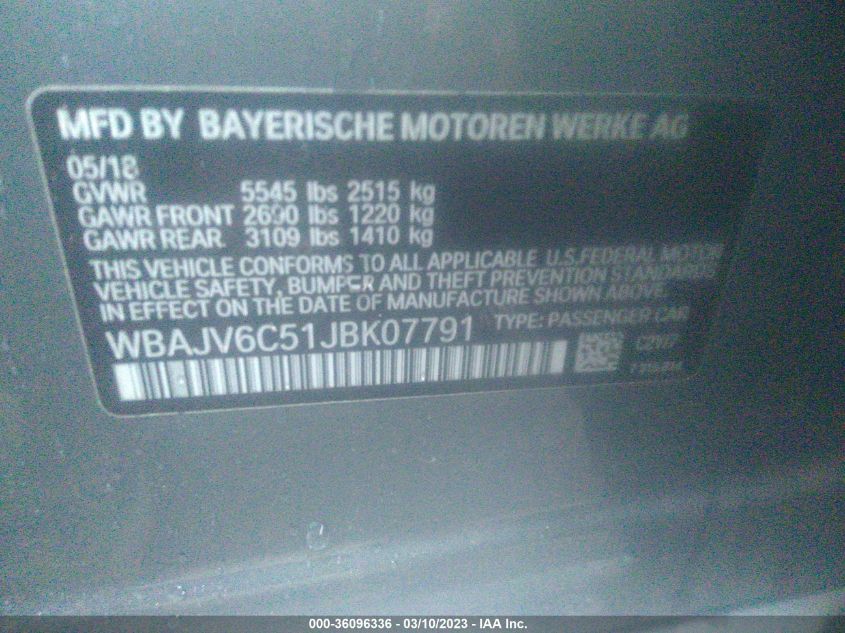 MFD BY BAYERISCHE MOTOREN WERKE AG
05/18
GVWR 5545 lbs 2515 kg
GAWR FRONT 2690 lbs 1220 kg
GAWR REAR 3109 lbs 1410 kg
THIS VEHICLE CONFORMS TO ALL APPLICABLE U.S.FEDERAL MOTOR
VEHICLE SAFETY, BUMPER AND THEFT PREVENTION STANDARDS
IN EFFECT ON THE DATE OF MANUFACTURE SHOWN ABOVE.
WBAJV6C51JBK07791 TYPE: PASSENGER CAR
000-36096336 - 03/10/2023 - IAA Inc.